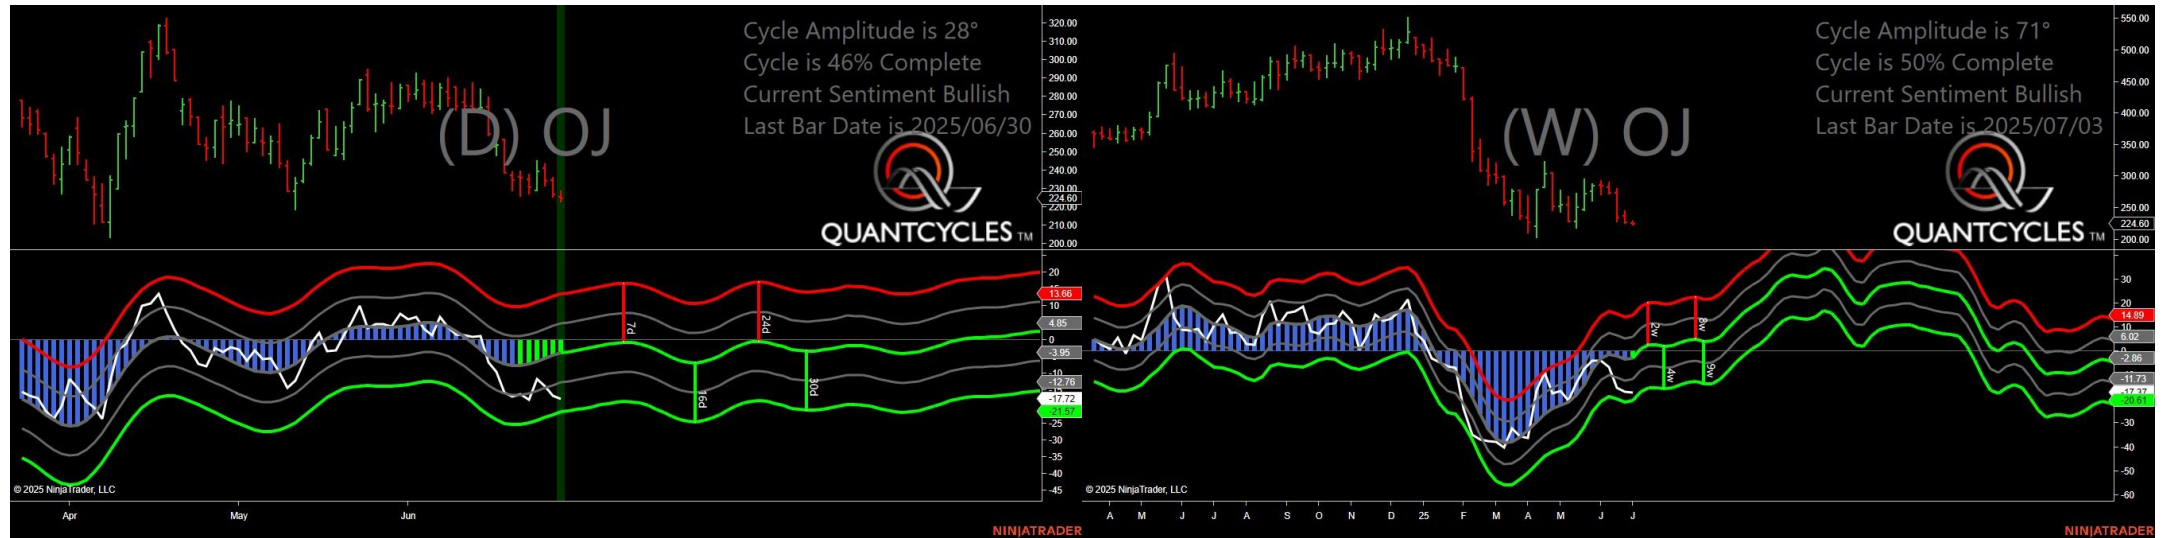 Cycle Amplitude is 28°
Cycle is 46% Complete
Current Sentiment Bullish
Last Bar Date is 2025/06/30
(D) OJ
QUANTCYCLES TM
320.00
310.00
300.00
290.00
280.00
270.00
260.00
250.00
240.00
230.00
224.60
220.00
210.00
200.00
20
13.66
10
4.85
0
-3.95
-10
-12.76
-17.72
-21.57
-25
-30
-35
-40
-45
7d
16d
24d
30d
© 2025 NinjaTrader, LLC
Apr May Jun
NINJATRADER
Cycle Amplitude is 71°
Cycle is 50% Complete
Current Sentiment Bullish
Last Bar Date is 2025/07/03
(W) OJ
QUANTCYCLES TM
550.00
500.00
450.00
400.00
350.00
300.00
250.00
224.60
200.00
30
20
14.89
10
6.02
0
-2.86
-11.73
-17.37
-20.61
-30
-40
-50
-60
2w
4w
8w
9w
© 2025 NinjaTrader, LLC
A M J J A S O N D 25 F M A M J J
NINJATRADER